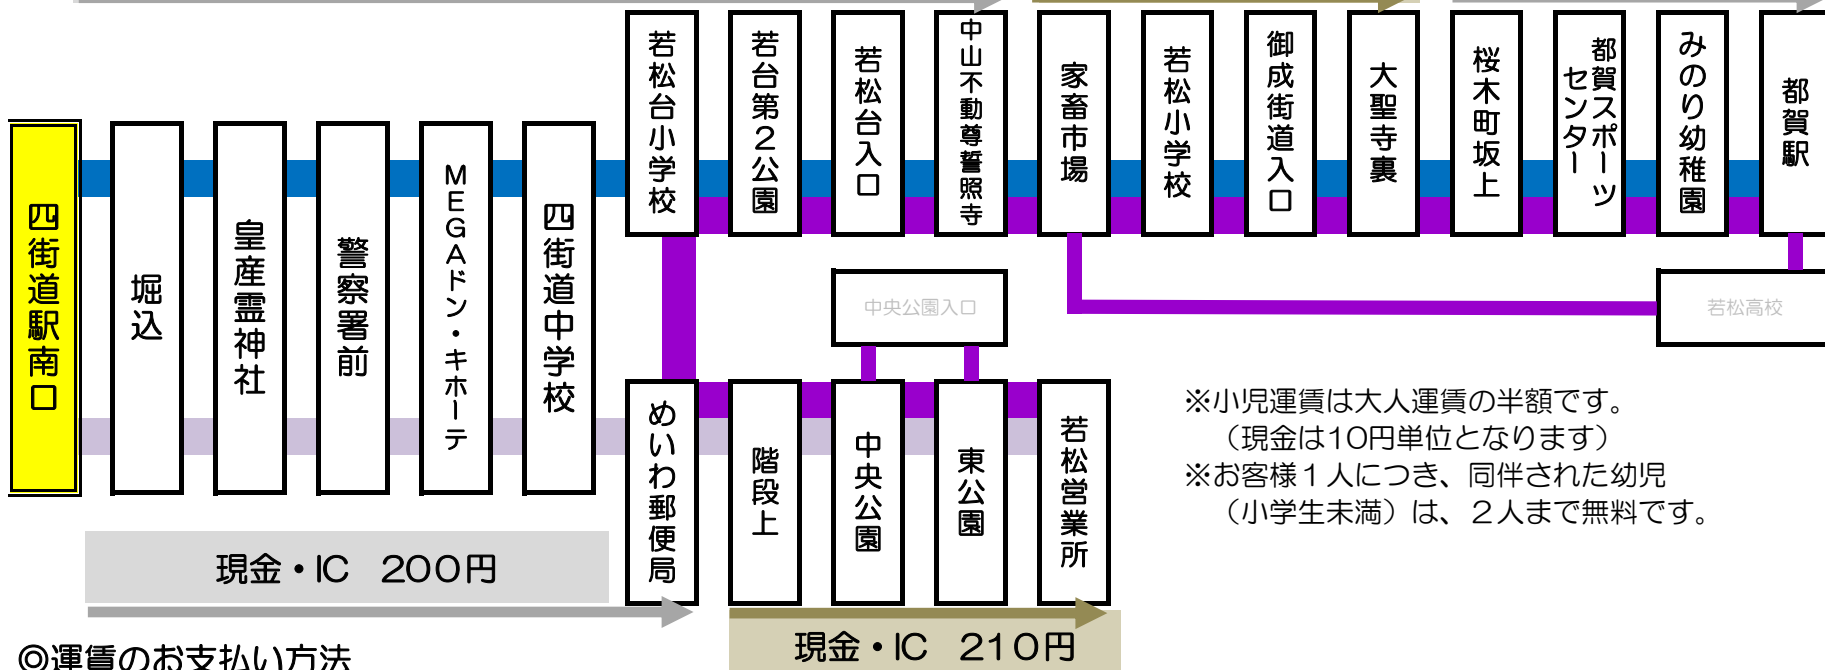 四街道駅南口
堀込
皇産霊神社
警察署前
MEGAドン・キホーテ
四街道中学校
若松台小学校
若台第２公園
若松台入口
中山不動尊誓照寺
家畜市場
若松小学校
御成街道入口
大聖寺裏
桜木町坂上
都賀スポーツ
センター
みのり幼稚園
都賀駅
中央公園入口
若松高校
めいわ郵便局
階段上
中央公園
東公園
若松営業所
※小児運賃は大人運賃の半額です。
（現金は10円単位となります）
※お客様１人につき、同伴された幼児
（小学生未満）は、２人まで無料です。
現金・IC　２００円
現金・IC　２１０円
◎運賃のお支払い方法